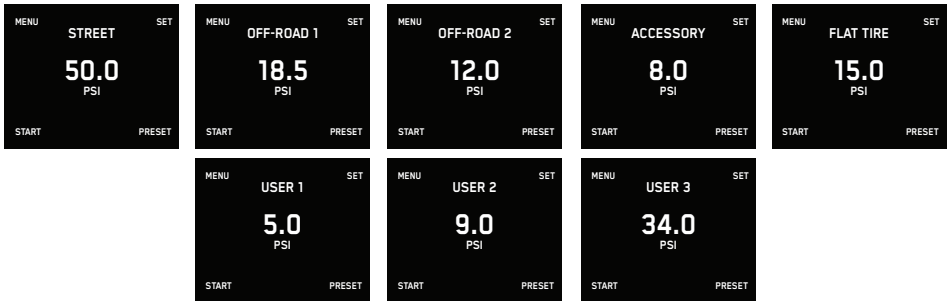 MENU SET
STREET
50.0
PSI
START PRESET
MENU SET
OFF-ROAD 1
18.5
PSI
START PRESET
MENU SET
OFF-ROAD 2
12.0
PSI
START PRESET
MENU SET
ACCESSORY
8.0
PSI
START PRESET
MENU SET
FLAT TIRE
15.0
PSI
START PRESET
MENU SET
USER 1
5.0
PSI
START PRESET
MENU SET
USER 2
9.0
PSI
START PRESET
MENU SET
USER 3
34.0
PSI
START PRESET